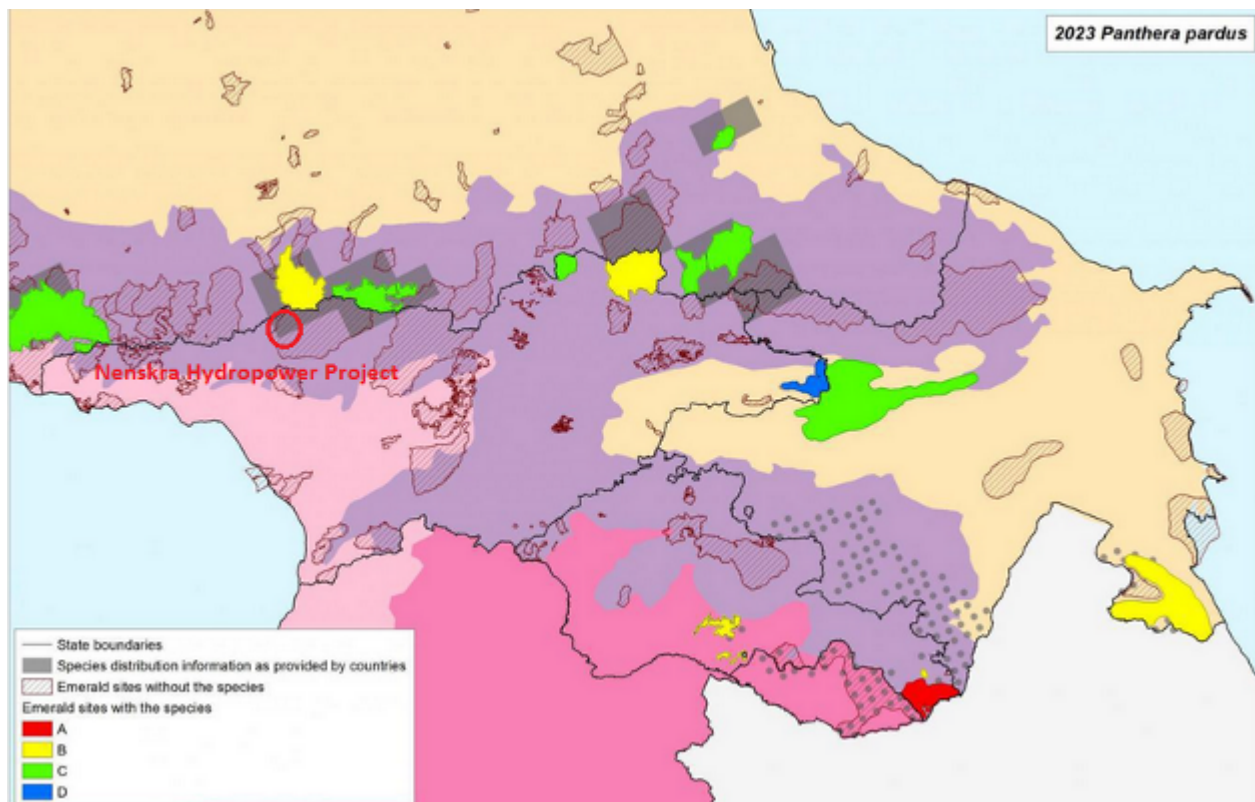 2023 Panthera pardus
Nenskra Hydropower Project
State boundaries
Species distribution information as provided by countries
Emerald sites without the species
Emerald sites with the species
A
B
C
D